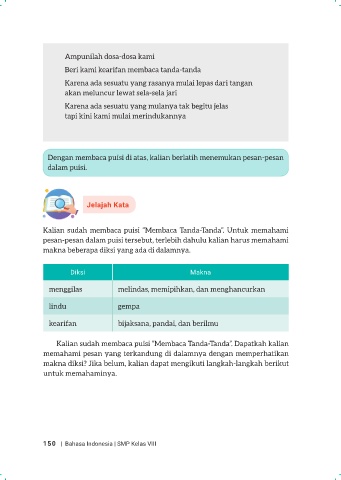 Ampunilah dosa-dosa kami
Beri kami kearifan membaca tanda-tanda
Karena ada sesuatu yang rasanya mulai lepas dari tangan
akan meluncur lewat sela-sela jari
Karena ada sesuatu yang mulanya tak begitu jelas
tapi kini kami mulai merindukannya
Dengan membaca puisi di atas, kalian berlatih menemukan pesan-pesan
dalam puisi.
Jelajah Kata
Kalian sudah membaca puisi “Membaca Tanda-Tanda”. Untuk memahami
pesan-pesan dalam puisi tersebut, terlebih dahulu kalian harus memahami
makna beberapa diksi yang ada di dalamnya.
Diksi Makna
menggilas melindas, memipihkan, dan menghancurkan
lindu gempa
kearifan bijaksana, pandai, dan berilmu
Kalian sudah membaca puisi “Membaca Tanda-Tanda”. Dapatkah kalian
memahami pesan yang terkandung di dalamnya dengan memperhatikan
makna diksi? Jika belum, kalian dapat mengikuti langkah-langkah berikut
untuk memahaminya.
150 | Bahasa Indonesia | SMP Kelas VIII